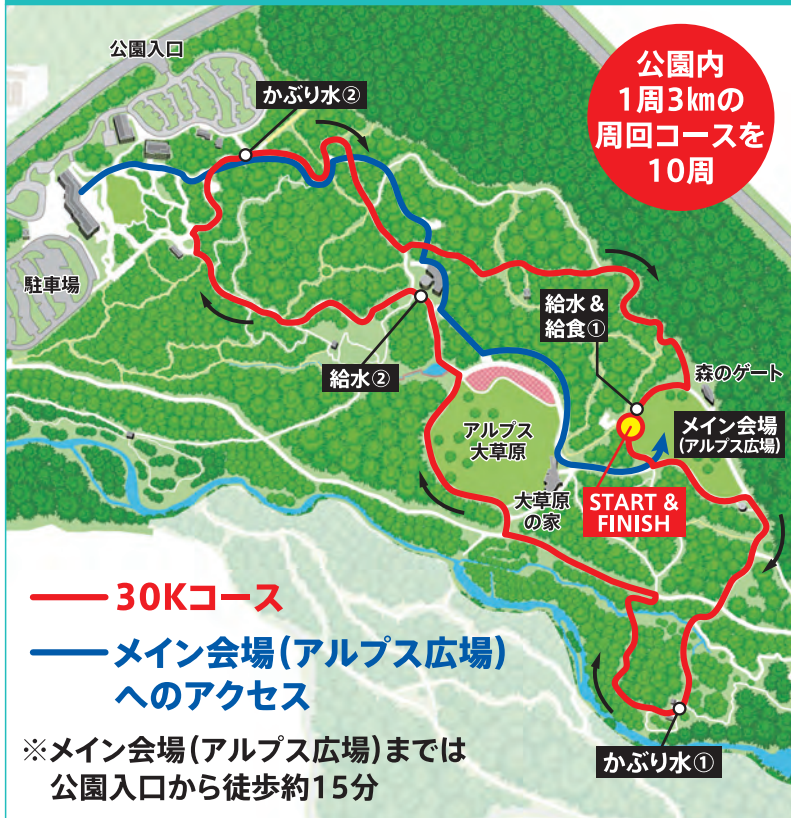 公園入口
かぶり水②
公園内
1周3㎞の
周回コースを
10周
駐車場
給水&
給食①
給水②
森のゲート
アルプス
大草原
メイン会場
(アルプス広場)
大草原
の家
START &
FINISH
30Kコース
メイン会場(アルプス広場)
へのアクセス
かぶり水①
※メイン会場(アルプス広場)までは
公園入口から徒歩約15分